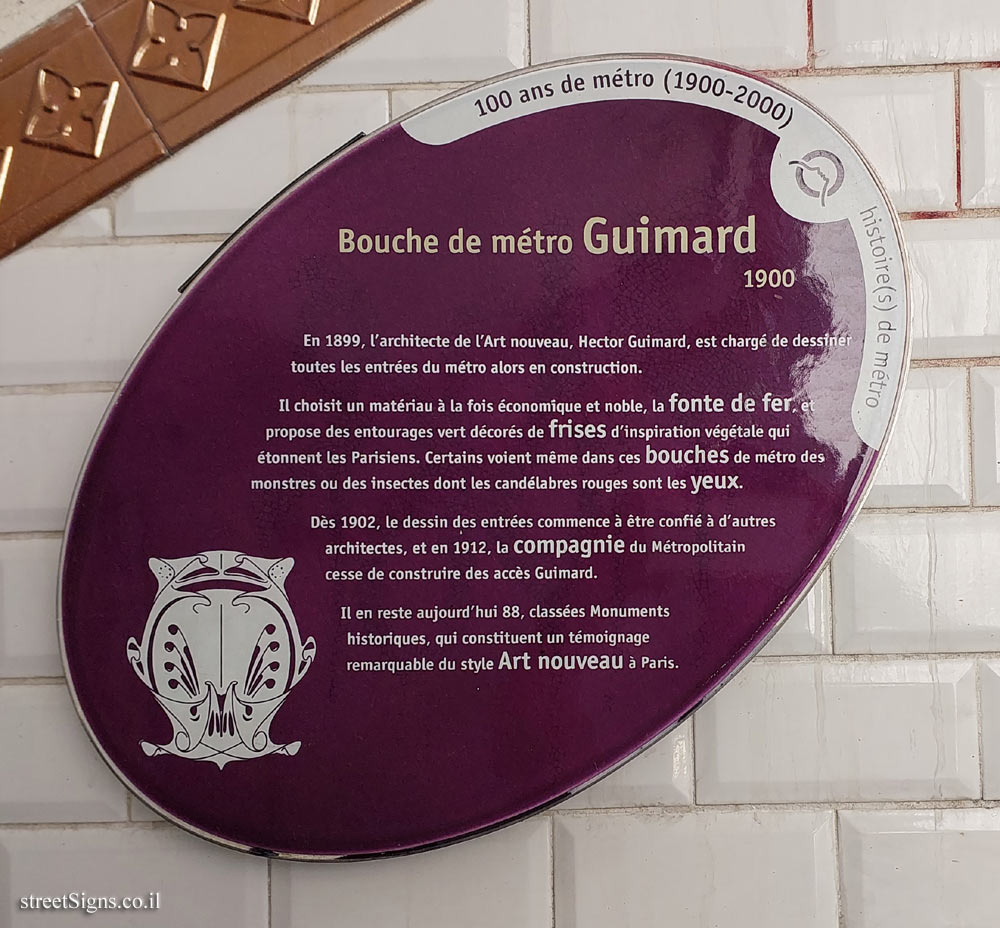 100 ans de métro (1900-2000)
histoire(s) de métro
Bouche de métro Guimard
1900
En 1899, l'architecte de l'Art nouveau, Hector Guimard, est chargé de dessiner
toutes les entrées du métro alors en construction.
Il choisit un matériau à la fois économique et noble, la fonte de fer, et
propose des entourages vert décorés de frises d'inspiration végétale qui
étonnent les Parisiens. Certains voient même dans ces bouches de métro des
monstres ou des insectes dont les candélabres rouges sont les yeux.
Dès 1902, le dessin des entrées commence à être confié à d'autres
architectes, et en 1912, la compagnie du Métropolitain
cesse de construire des accès Guimard.
Il en reste aujourd'hui 88, classées Monuments
historiques, qui constituent un témoignage
remarquable du style Art nouveau à Paris.
streetSigns.co.il